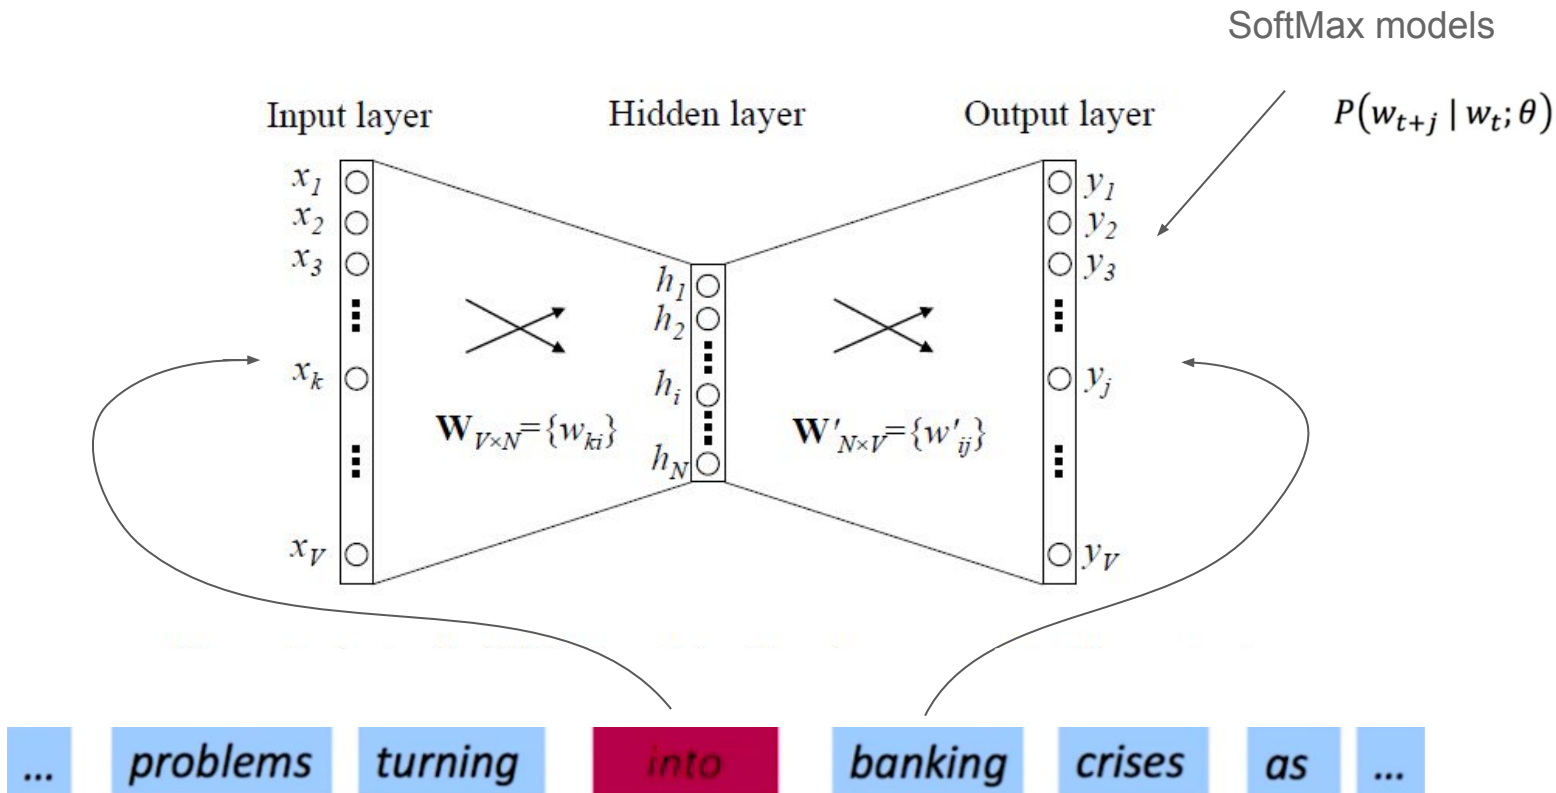 SoftMax models
Input layer Hidden layer Output layer P(w_{t+j} | w_t; θ)
x_1 y_1
x_2 y_2
x_3 h_1 y_3
h_2
x_k h_i y_j
W_{V×N}={w_{ki}} W'_{N×V}={w'_{ij}}
h_N
x_V y_V
... problems turning into banking crises as ...